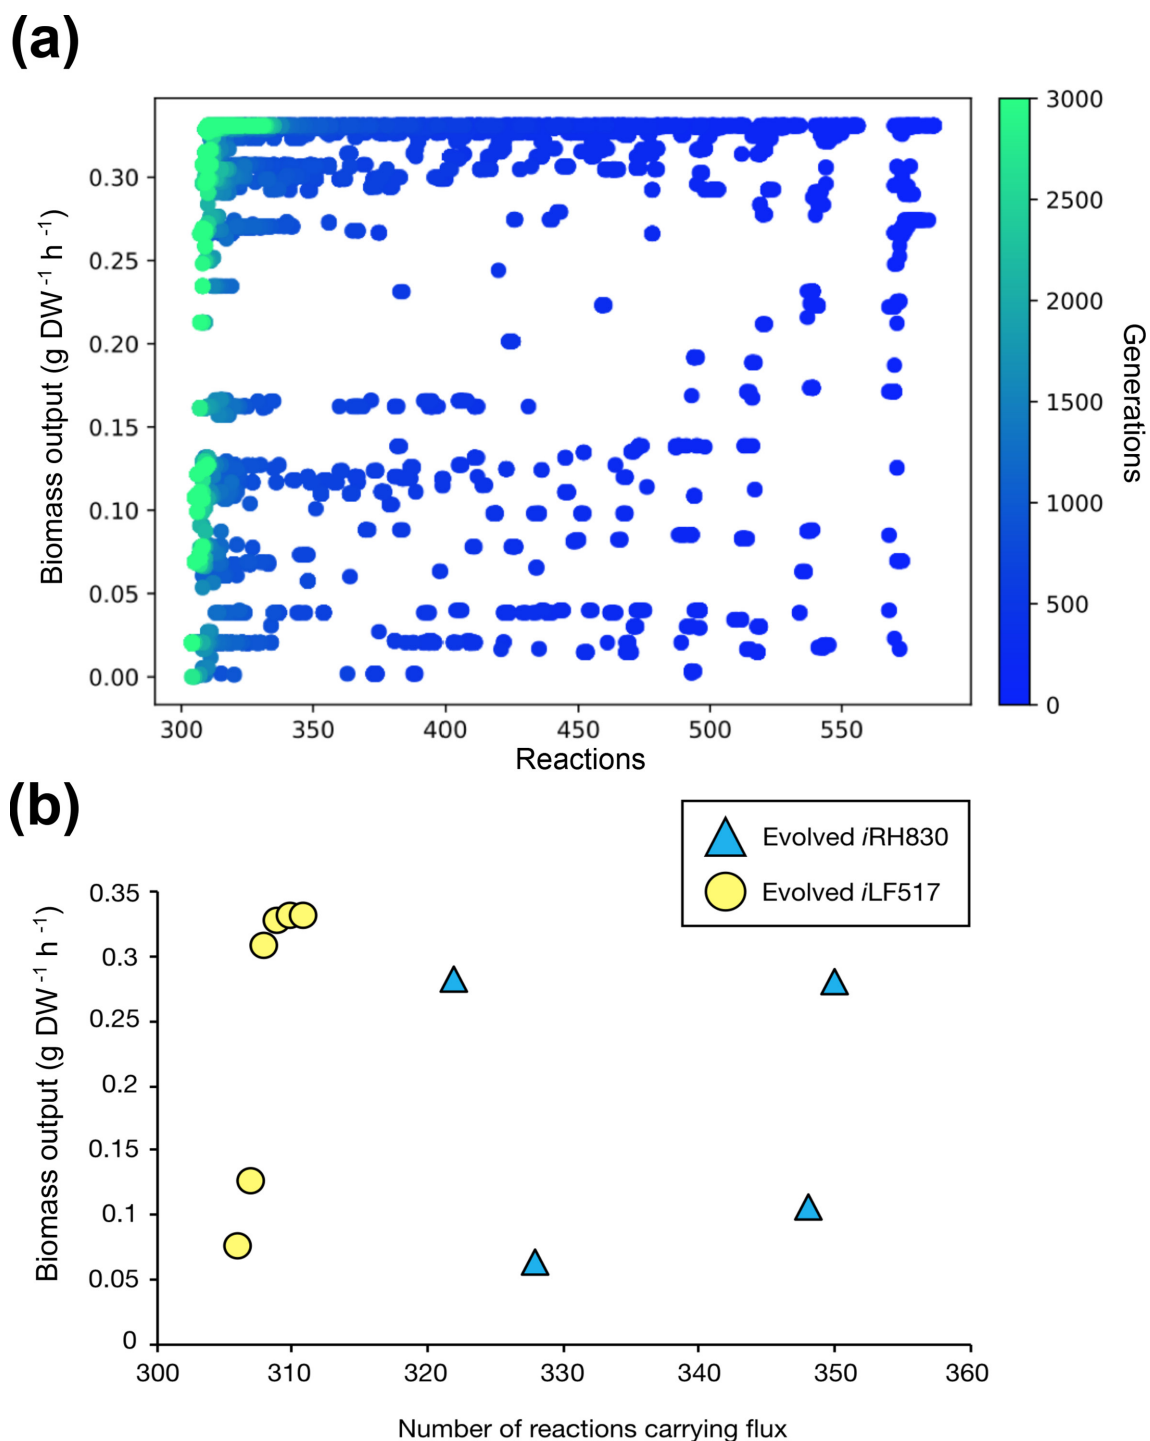 (a)
Biomass output (g DW⁻¹ h⁻¹)
0.30
0.25
0.20
0.15
0.10
0.05
0.00
300 350 400 450 500 550
Reactions
3000
2500
2000
1500
1000
500
0
Generations
(b)
Evolved iRH830
Evolved iLF517
Biomass output (g DW⁻¹ h⁻¹)
0.35
0.3
0.25
0.2
0.15
0.1
0.05
0
300 310 320 330 340 350 360
Number of reactions carrying flux